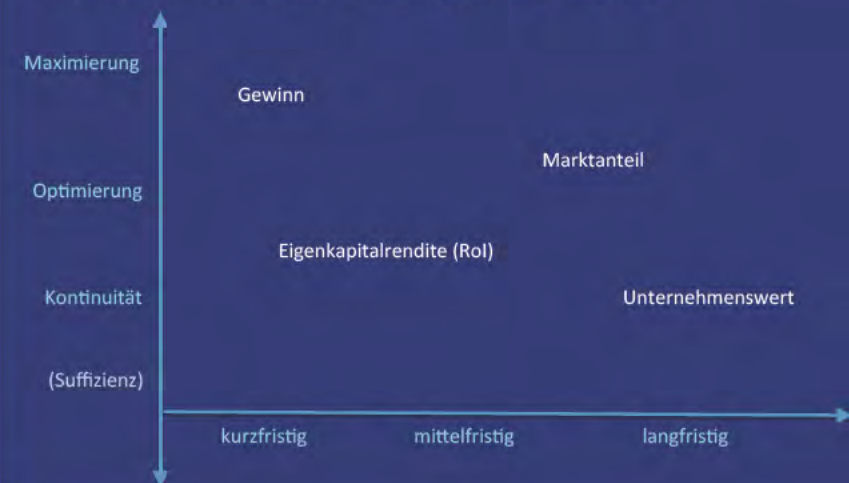 Maximierung
Gewinn
Marktanteil
Optimierung
Eigenkapitalrendite (RoI)
Kontinuität
Unternehmenswert
(Suffizienz)
kurzfristig
mittelfristig
langfristig